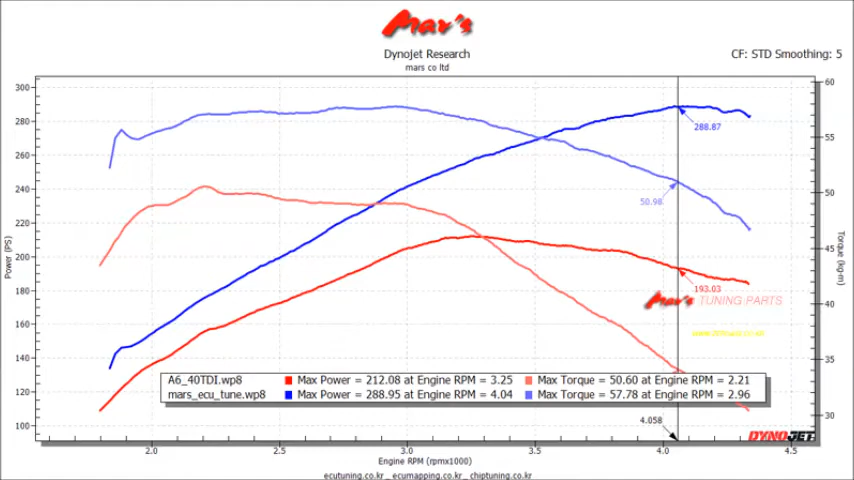 Mar's
Dynojet Research
CF: STD Smoothing: 5
mars co ltd
300
280
260
240
220
200
180
160
140
120
100
Power (PS)
60
55
50
45
40
35
30
Torque (kg-m)
288.87
50.98
193.03
Mar's TUNING PARTS
A6_40TDI.wp8 Max Power = 212.08 at Engine RPM = 3.25 Max Torque = 50.60 at Engine RPM = 2.21
mars_ecu_tune.wp8 Max Power = 288.95 at Engine RPM = 4.04 Max Torque = 57.78 at Engine RPM = 2.96
4.058
DYNOJET
2.0 2.5 3.0 3.5 4.0 4.5
Engine RPM (rpmx1000)
ecutuning.co.kr _ ecumapping.co.kr _ chiptuning.co.kr